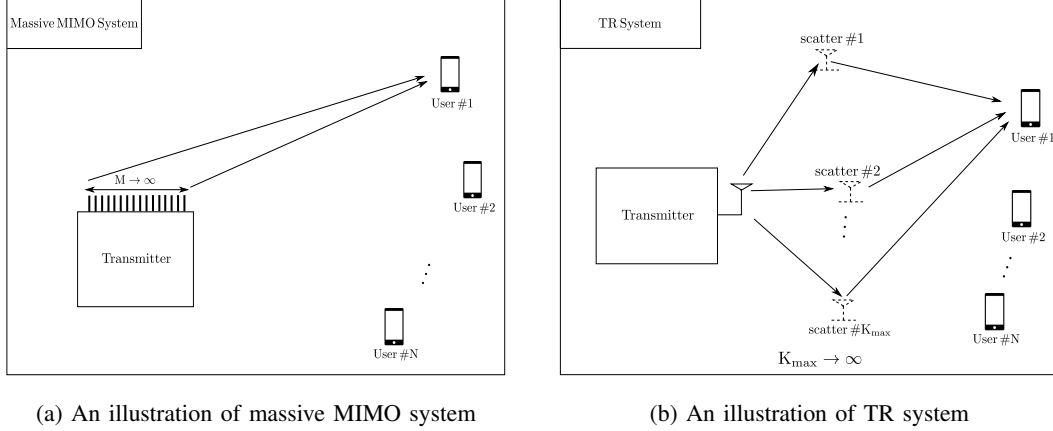 Massive MIMO System
User #1
M → ∞
User #2
Transmitter
User #N
(a) An illustration of massive MIMO system
TR System
scatter #1
User #1
scatter #2
Transmitter
User #2
scatter #K_max
User #N
K_max → ∞
(b) An illustration of TR system